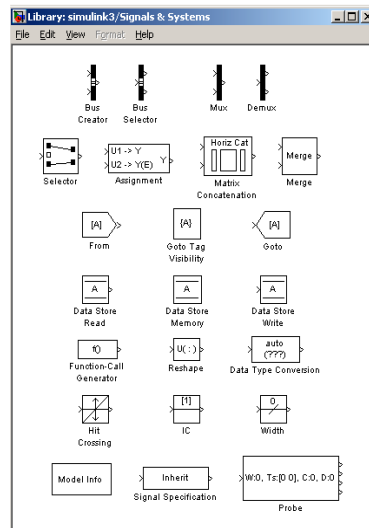 Library: simulink3/Signals & Systems
File Edit View Format Help
Bus Creator
Bus Selector
Mux
Demux
Selector
U1 -> Y
U2 -> Y(E)
Y
Assignment
Horiz Cat
Matrix Concatenation
Merge
Merge
[A]
From
{A}
Goto Tag Visibility
[A]
Goto
A
Data Store Read
A
Data Store Memory
A
Data Store Write
f()
Function-Call Generator
U( : )
Reshape
auto
(???)
Data Type Conversion
Hit Crossing
[1]
IC
0
Width
Model Info
Inherit
Signal Specification
W:0, Ts:[0 0], C:0, D:0
Probe